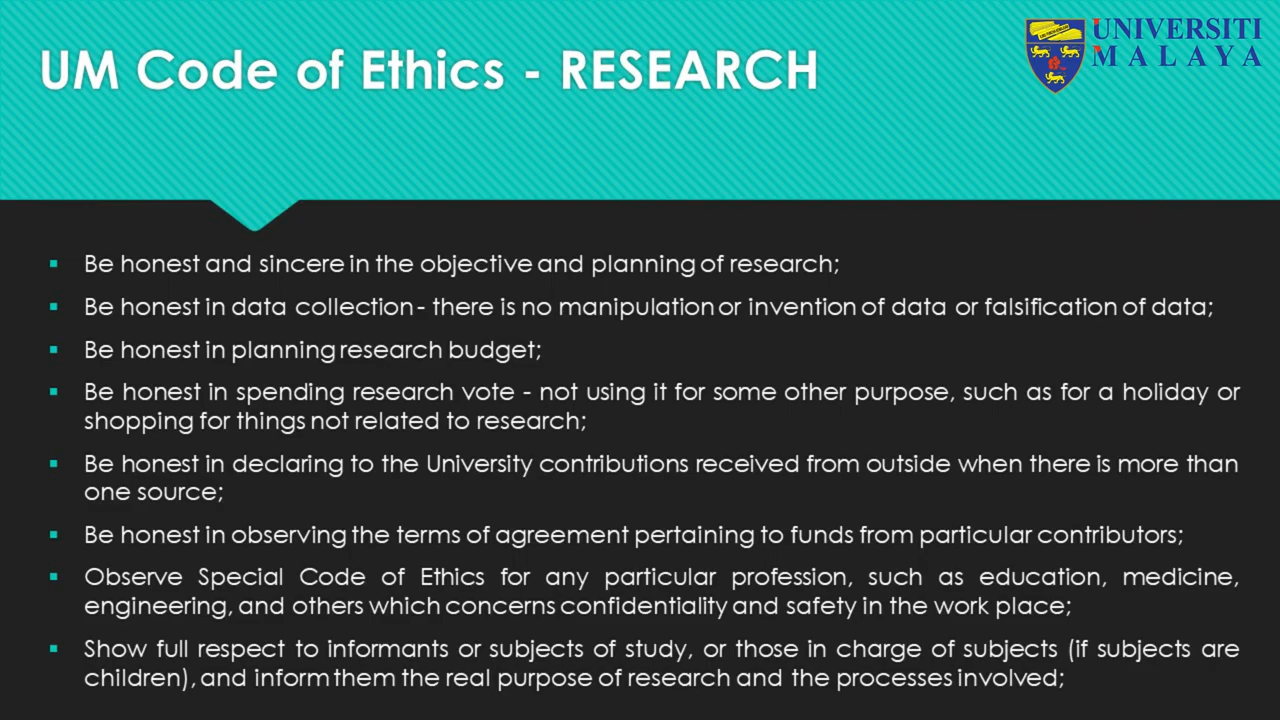 UM Code of Ethics - RESEARCH
UNIVERSITI
MALAYA
▪ Be honest and sincere in the objective and planning of research;
▪ Be honest in data collection - there is no manipulation or invention of data or falsification of data;
▪ Be honest in planning research budget;
▪ Be honest in spending research vote - not using it for some other purpose, such as for a holiday or
shopping for things not related to research;
▪ Be honest in declaring to the University contributions received from outside when there is more than
one source;
▪ Be honest in observing the terms of agreement pertaining to funds from particular contributors;
▪ Observe Special Code of Ethics for any particular profession, such as education, medicine,
engineering, and others which concerns confidentiality and safety in the work place;
▪ Show full respect to informants or subjects of study, or those in charge of subjects (if subjects are
children), and inform them the real purpose of research and the processes involved;